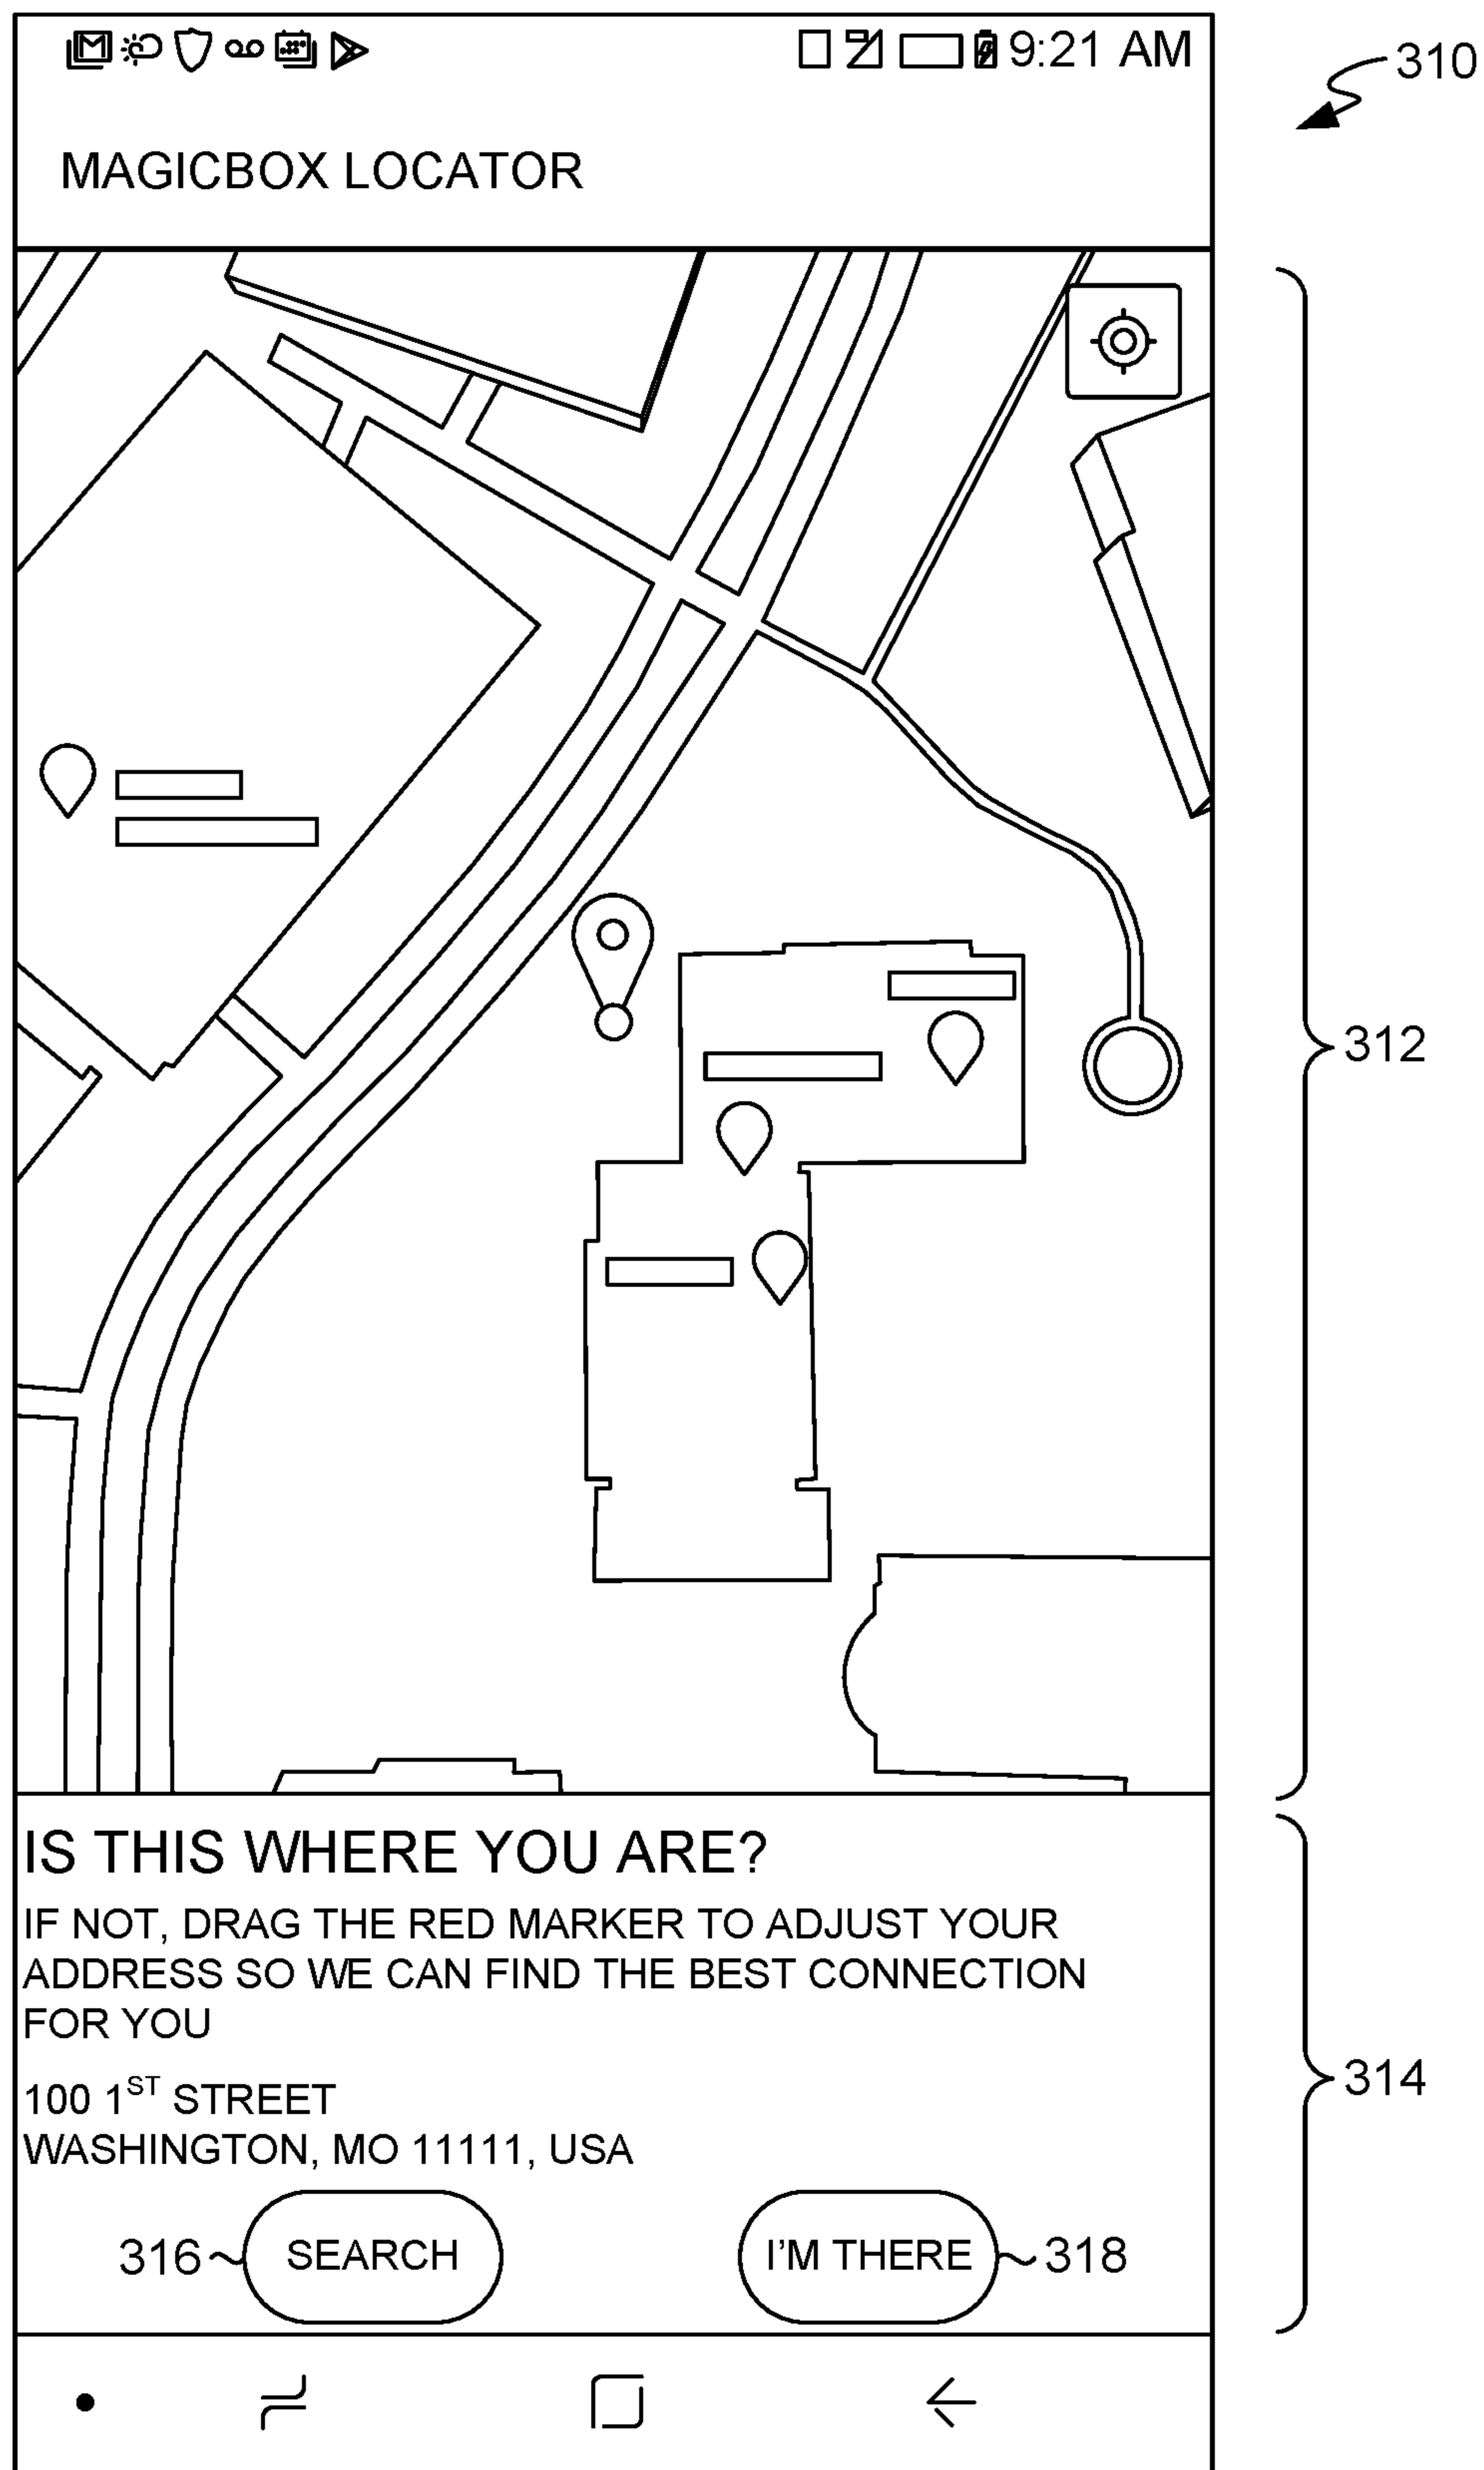 9:21 AM
310
MAGICBOX LOCATOR
312
IS THIS WHERE YOU ARE?
IF NOT, DRAG THE RED MARKER TO ADJUST YOUR
ADDRESS SO WE CAN FIND THE BEST CONNECTION
FOR YOU
314
100 1ST STREET
WASHINGTON, MO 11111, USA
316 SEARCH I'M THERE 318